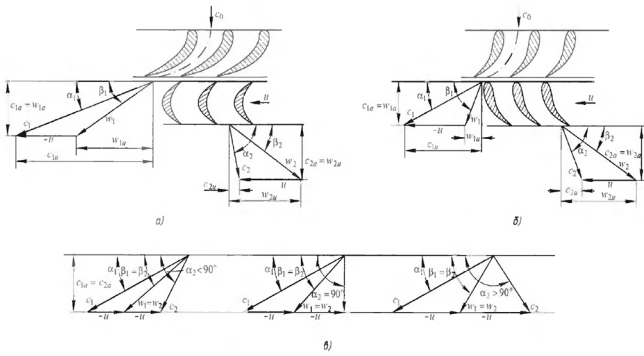 c₀
c₁ₐ = w₁ₐ
α₁
β₁
c₁
w₁
-u
w₁ᵤ
c₁ᵤ
u
α₂
β₂
c₂
w₂
u
c₂ₐ = w₂ᵤ
c₂ᵤ
w₂ᵤ
а)
c₀
c₁ₐ = w₁ₐ
α₁
β₁
c₁
w₁
-u
w₁ᵤ
c₁ᵤ
u
α₂
β₂
c₂ₐ = w₂ₐ
c₂
w₂
u
c₂ᵤ
w₂ᵤ
б)
c₁ₐ = c₂ₐ
α₁
β₁ = β₂
α₂ < 90°
c₁
w₁ = w₂
c₂
-u
-u
α₁
β₁ = β₂
α₂ = 90°
c₁
w₁ = w₂
-u
-u
α₁
β₁ = β₂
α₂ > 90°
c₁
w₁ = w₂
c₂
-u
-u
в)